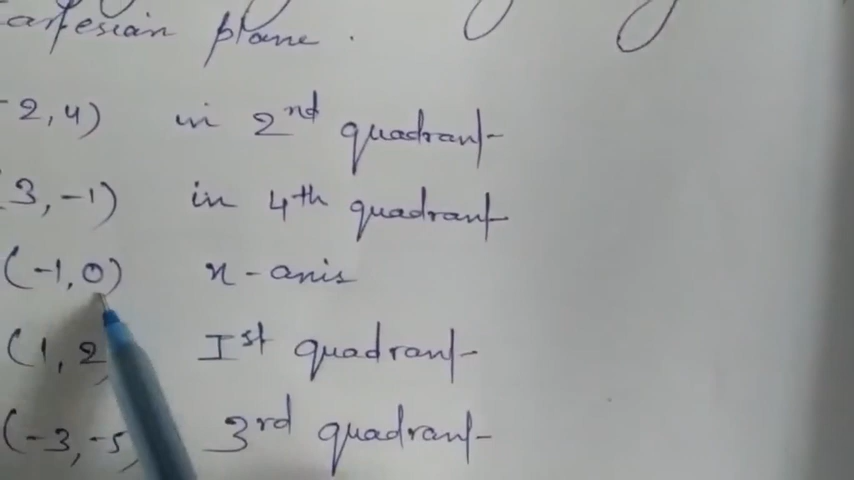 artesian plane.
-2,4) in 2nd quadrant
(3,-1) in 4th quadrant
(-1,0) x-axis
(1,2 Ist quadrant
(-3,-5 3rd quadrant